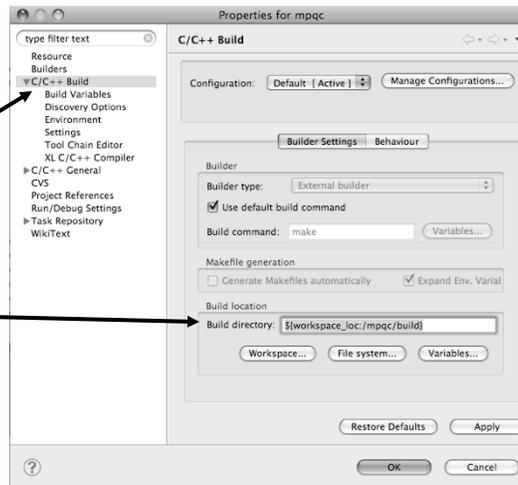 Properties for mpqc
type filter text
Resource
Builders
C/C++ Build
Build Variables
Discovery Options
Environment
Settings
Tool Chain Editor
XL C/C++ Compiler
C/C++ General
CVS
Project References
Run/Debug Settings
Task Repository
WikiText
C/C++ Build
Configuration: Default [ Active ] Manage Configurations...
Builder Settings Behaviour
Builder
Builder type: External builder
Use default build command
Build command: make Variables...
Makefile generation
Generate Makefiles automatically Expand Env. Varial
Build location
Build directory: ${workspace_loc:/mpqc/build}
Workspace... File system... Variables...
Restore Defaults Apply
? OK Cancel